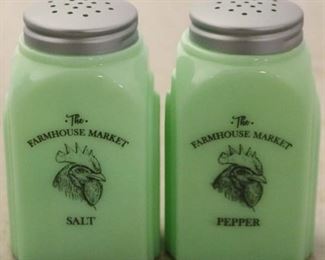 The
FARMHOUSE MARKET
SALT
The
FARMHOUSE MARKET
PEPPER